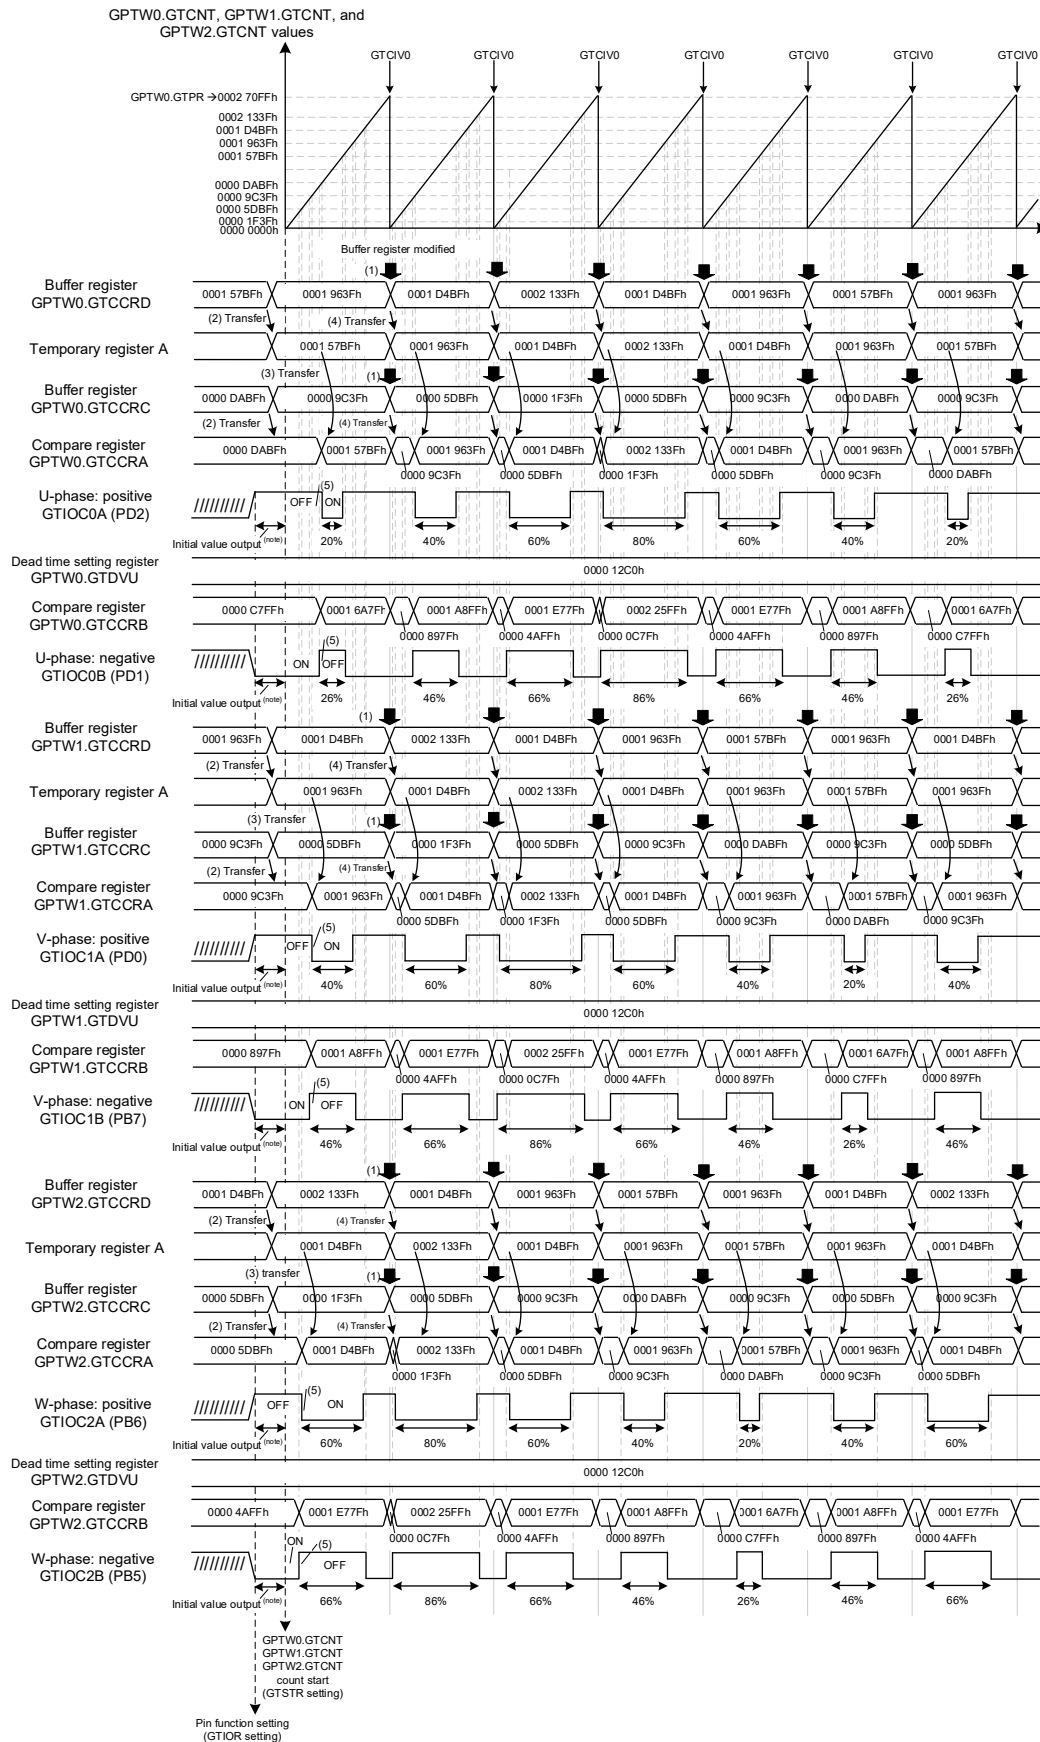 GPTW0.GTCNT, GPTW1.GTCNT, and
GPTW2.GTCNT values
GTCIV0 GTCIV0 GTCIV0 GTCIV0 GTCIV0 GTCIV0 GTCIV0
GPTW0.GTPR →0002 70FFh
0002 133Fh
0001 D4BFh
0001 963Fh
0001 57BFh
0000 DABFh
0000 9C3Fh
0000 5DBFh
0000 1F3Fh
0000 0000h
Buffer register modified
(1)
Buffer register
GPTW0.GTCCRD
0001 57BFh 0001 963Fh 0001 D4BFh 0002 133Fh 0001 D4BFh 0001 963Fh 0001 57BFh 0001 963Fh
(2) Transfer (4) Transfer
Temporary register A
0001 57BFh 0001 963Fh 0001 D4BFh 0002 133Fh 0001 D4BFh 0001 963Fh 0001 57BFh
(3) Transfer (1)
Buffer register
GPTW0.GTCCRC
0000 DABFh 0000 9C3Fh 0000 5DBFh 0000 1F3Fh 0000 5DBFh 0000 9C3Fh 0000 DABFh 0000 9C3Fh
(2) Transfer (4) Transfer
Compare register
GPTW0.GTCCRA
0000 DABFh 0001 57BFh 0001 963Fh 0001 D4BFh 0002 133Fh 0001 D4BFh 0001 963Fh 0001 57BFh
0000 9C3Fh 0000 5DBFh 0000 1F3Fh 0000 5DBFh 0000 9C3Fh 0000 DABFh
U-phase: positive
GTIOC0A (PD2)
OFF (5) ON
Initial value output (note)
20% 40% 60% 80% 60% 40% 20%
Dead time setting register
GPTW0.GTDVU
0000 12C0h
Compare register
GPTW0.GTCCRB
0000 C7FFh 0001 6A7Fh 0001 A8FFh 0001 E77Fh 0002 25FFh 0001 E77Fh 0001 A8FFh 0001 6A7Fh
0000 897Fh 0000 4AFFh 0000 0C7Fh 0000 4AFFh 0000 897Fh 0000 C7FFh
U-phase: negative
GTIOC0B (PD1)
ON (5) OFF
Initial value output (note)
26% 46% 66% 86% 66% 46% 26%
(1)
Buffer register
GPTW1.GTCCRD
0001 963Fh 0001 D4BFh 0002 133Fh 0001 D4BFh 0001 963Fh 0001 57BFh 0001 963Fh 0001 D4BFh
(2) Transfer (4) Transfer
Temporary register A
0001 963Fh 0001 D4BFh 0002 133Fh 0001 D4BFh 0001 963Fh 0001 57BFh 0001 963Fh
(3) Transfer (1)
Buffer register
GPTW1.GTCCRC
0000 9C3Fh 0000 5DBFh 0000 1F3Fh 0000 5DBFh 0000 9C3Fh 0000 DABFh 0000 9C3Fh 0000 5DBFh
(2) Transfer (4) Transfer
Compare register
GPTW1.GTCCRA
0000 9C3Fh 0001 963Fh 0001 D4BFh 0002 133Fh 0001 D4BFh 0001 963Fh 0001 57BFh 0001 963Fh
0000 5DBFh 0000 1F3Fh 0000 5DBFh 0000 9C3Fh 0000 DABFh 0000 9C3Fh
V-phase: positive
GTIOC1A (PD0)
OFF (5) ON
Initial value output (note)
40% 60% 80% 60% 40% 20% 40%
Dead time setting register
GPTW1.GTDVU
0000 12C0h
Compare register
GPTW1.GTCCRB
0000 897Fh 0001 A8FFh 0001 E77Fh 0002 25FFh 0001 E77Fh 0001 A8FFh 0001 6A7Fh 0001 A8FFh
0000 4AFFh 0000 0C7Fh 0000 4AFFh 0000 897Fh 0000 C7FFh 0000 897Fh
V-phase: negative
GTIOC1B (PB7)
ON (5) OFF
Initial value output (note)
46% 66% 86% 66% 46% 26% 46%
(1)
Buffer register
GPTW2.GTCCRD
0001 D4BFh 0002 133Fh 0001 D4BFh 0001 963Fh 0001 57BFh 0001 963Fh 0001 D4BFh 0002 133Fh
(2) Transfer (4) Transfer
Temporary register A
0001 D4BFh 0002 133Fh 0001 D4BFh 0001 963Fh 0001 57BFh 0001 963Fh 0001 D4BFh
(3) transfer (1)
Buffer register
GPTW2.GTCCRC
0000 5DBFh 0000 1F3Fh 0000 5DBFh 0000 9C3Fh 0000 DABFh 0000 9C3Fh 0000 5DBFh 0000 9C3Fh
(2) Transfer (4) Transfer
Compare register
GPTW2.GTCCRA
0000 5DBFh 0001 D4BFh 0002 133Fh 0001 D4BFh 0001 963Fh 0001 57BFh 0001 963Fh 0001 D4BFh
0000 1F3Fh 0000 5DBFh 0000 9C3Fh 0000 DABFh 0000 9C3Fh 0000 5DBFh
W-phase: positive
GTIOC2A (PB6)
OFF (5) ON
Initial value output (note)
60% 80% 60% 40% 20% 40% 60%
Dead time setting register
GPTW2.GTDVU
0000 12C0h
Compare register
GPTW2.GTCCRB
0000 4AFFh 0001 E77Fh 0002 25FFh 0001 E77Fh 0001 A8FFh 0001 6A7Fh 0001 A8FFh 0001 E77Fh
0000 0C7Fh 0000 4AFFh 0000 897Fh 0000 C7FFh 0000 897Fh 0000 4AFFh
W-phase: negative
GTIOC2B (PB5)
ON (5) OFF
Initial value output (note)
66% 86% 66% 46% 26% 46% 66%
GPTW0.GTCNT
GPTW1.GTCNT
GPTW2.GTCNT
count start
(GTSTR setting)
Pin function setting
(GTIOR setting)